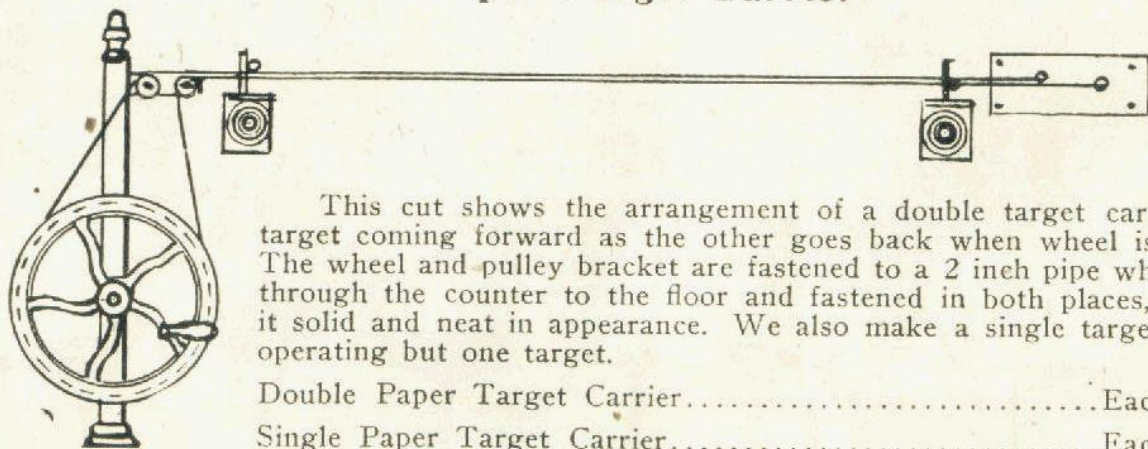 This cut shows the arrangement of a double target car
target coming forward as the other goes back when wheel is
The wheel and pulley bracket are fastened to a 2 inch pipe wh
through the counter to the floor and fastened in both places,
it solid and neat in appearance. We also make a single targe
operating but one target.
Double Paper Target Carrier........................................Eac
Single Paper Target Carrier........................................Eac